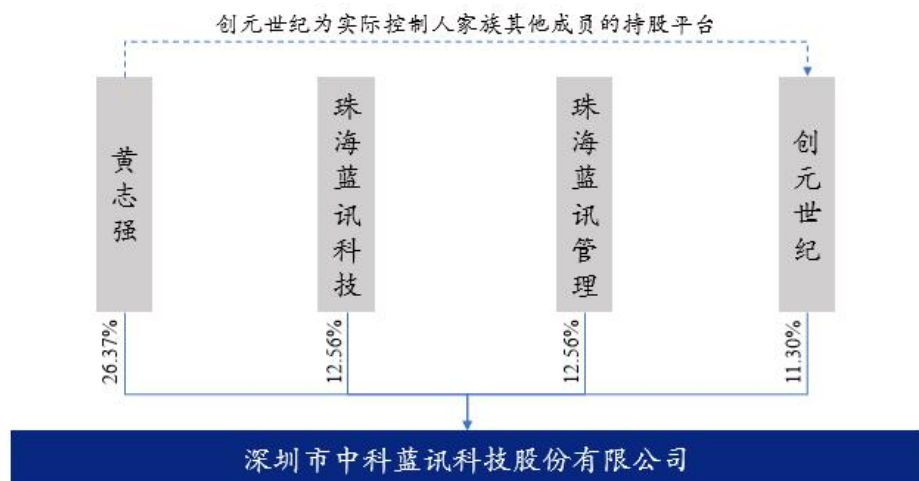 创元世纪为实际控制人家族其他成员的持股平台
黄志强
珠海蓝讯科技
珠海蓝讯管理
创元世纪
26.37%
12.56%
12.56%
11.30%
深圳市中科蓝讯科技股份有限公司